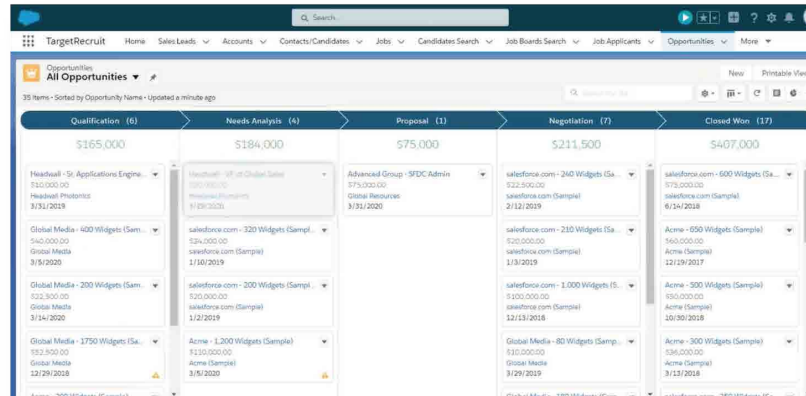 Search...
TargetRecruit Home Sales Leads Accounts Contacts/Candidates Jobs Candidates Search Job Boards Search Job Applicants Opportunities More
Opportunities
All Opportunities
New Printable View
35 items • Sorted by Opportunity Name • Updated a minute ago
Qualification (6) Needs Analysis (4) Proposal (1) Negotiation (7) Closed Won (17)
$165,000 $184,000 $75,000 $211,500 $407,000
Headwall - Sr. Applications Engine...
$10,000.00
Headwall Photonics
3/31/2019
Global Media - 400 Widgets (Sam...
$40,000.00
Global Media
3/5/2020
Global Media - 200 Widgets (Sam...
$22,500.00
Global Media
3/14/2020
Global Media - 1750 Widgets (Sa...
$52,500.00
Global Media
12/29/2018
Headwall - VP of Global Sales
Headwall Photonics
salesforce.com - 320 Widgets (Sampl...
$24,000.00
salesforce.com (Sample)
1/10/2019
salesforce.com - 200 Widgets (Sampl...
$20,000.00
salesforce.com (Sample)
1/2/2019
Acme - 1,200 Widgets (Sample)
$110,000.00
Acme (Sample)
3/5/2020
Advanced Group - SFDC Admin
$75,000.00
Global Resources
3/31/2020
salesforce.com - 240 Widgets (Sa...
$22,500.00
salesforce.com (Sample)
2/12/2019
salesforce.com - 210 Widgets (Sa...
$20,000.00
salesforce.com (Sample)
1/3/2019
salesforce.com - 1,000 Widgets (S...
$100,000.00
salesforce.com (Sample)
12/13/2018
Global Media - 80 Widgets (Samp...
$10,000.00
Global Media
3/29/2019
salesforce.com - 600 Widgets (Sa...
$75,000.00
salesforce.com (Sample)
6/14/2018
Acme - 650 Widgets (Sample)
$60,000.00
Acme (Sample)
12/19/2017
Acme - 500 Widgets (Sample)
$50,000.00
Acme (Sample)
10/30/2018
Acme - 300 Widgets (Sample)
$36,000.00
Acme (Sample)
3/13/2018